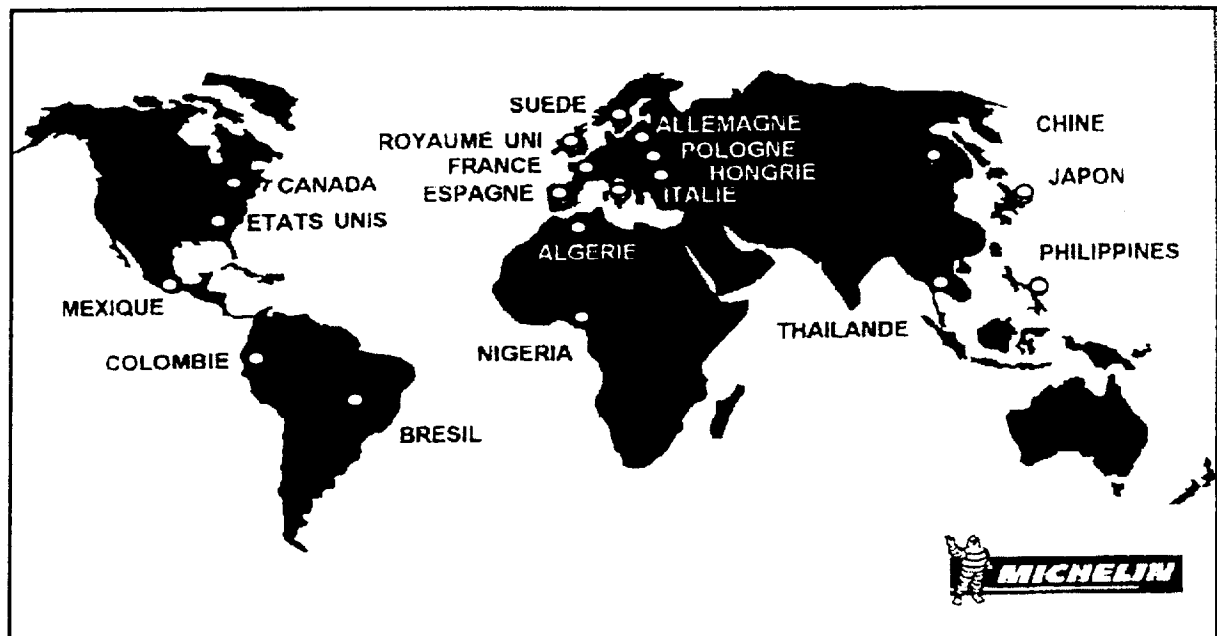 SUEDE
ALLEMAGNE
CHINE
ROYAUME UNI
POLOGNE
FRANCE
HONGRIE
CANADA
ESPAGNE
ITALIE
JAPON
ETATS UNIS
ALGERIE
PHILIPPINES
MEXIQUE
THAILANDE
COLOMBIE
NIGERIA
BRESIL
MICHELIN